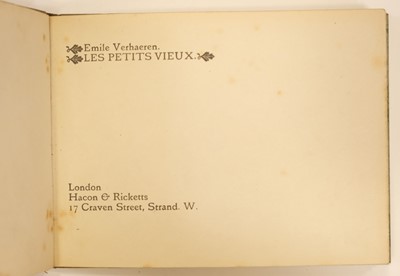 Emile Verhaeren.
LES PETITS VIEUX.
London
Hacon & Ricketts
17 Craven Street, Strand. W.